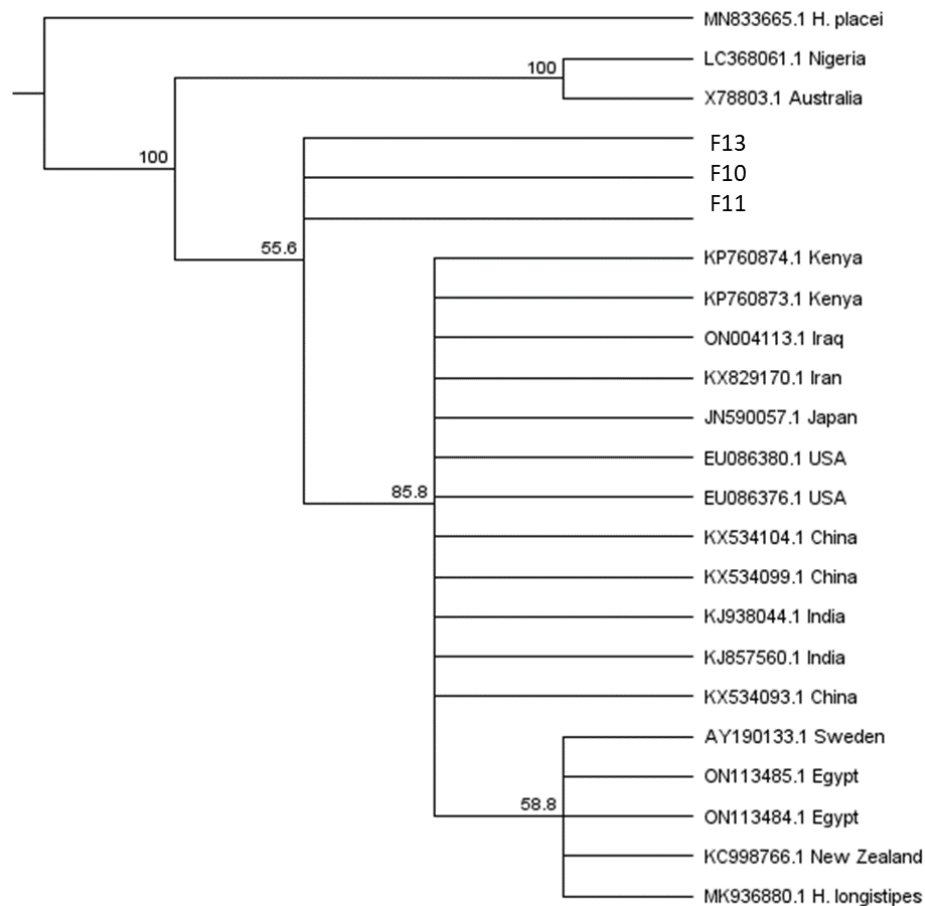 MN833665.1 H. placei
LC368061.1 Nigeria
100
X78803.1 Australia
F13
100
F10
F11
55.6
KP760874.1 Kenya
KP760873.1 Kenya
ON004113.1 Iraq
KX829170.1 Iran
JN590057.1 Japan
EU086380.1 USA
85.8
EU086376.1 USA
KX534104.1 China
KX534099.1 China
KJ938044.1 India
KJ857560.1 India
KX534093.1 China
AY190133.1 Sweden
ON113485.1 Egypt
58.8
ON113484.1 Egypt
KC998766.1 New Zealand
MK936880.1 H. longistipes